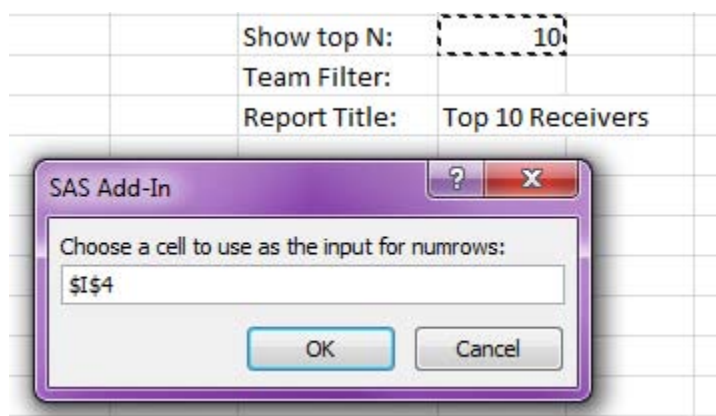 Show top N: 10
Team Filter:
Report Title: Top 10 Receivers
SAS Add-In
Choose a cell to use as the input for numrows:
$I$4
OK Cancel